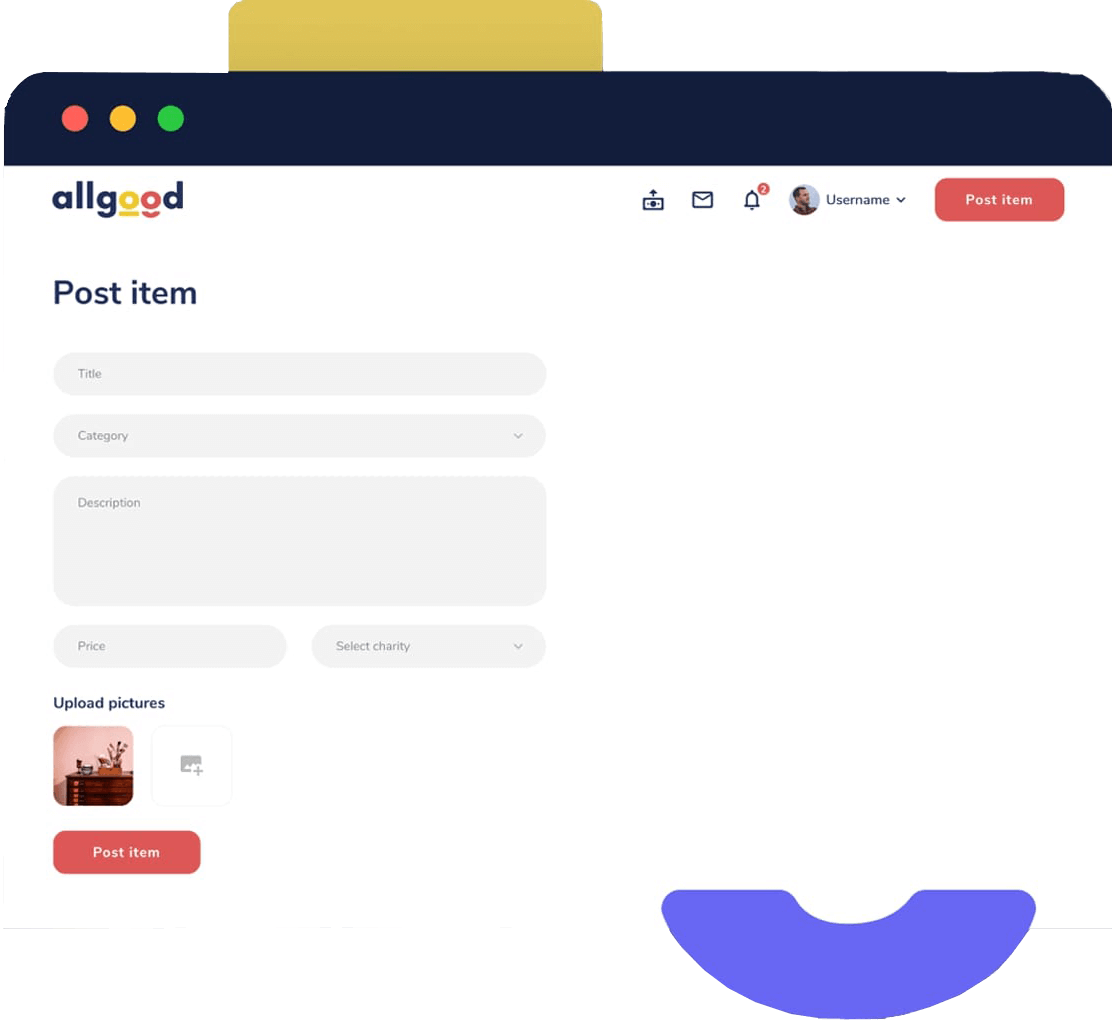 allgood
2
Username
Post item
Post item
Title
Category
Description
Price
Select charity
Upload pictures
Post item